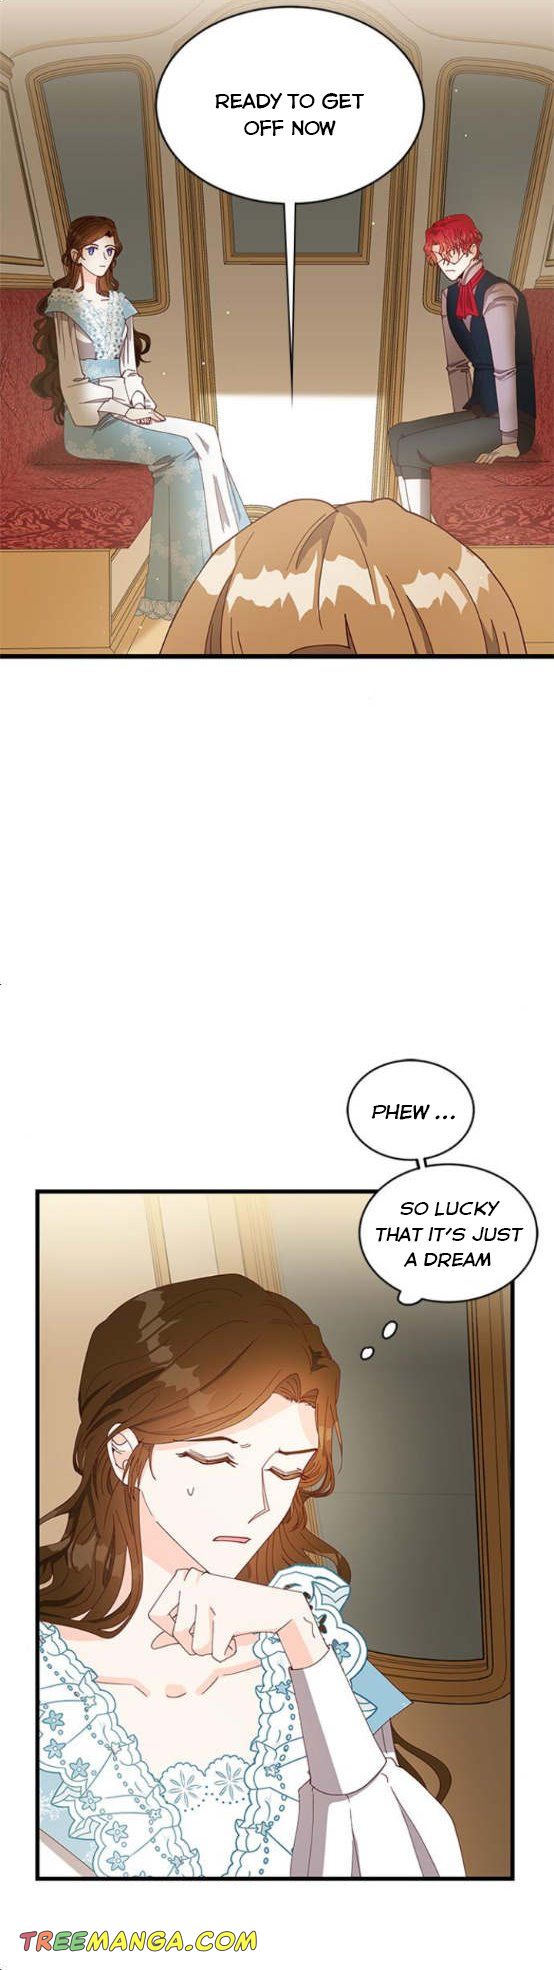 READY TO GET
OFF NOW
PHEW ...
SO LUCKY
THAT IT'S JUST
A DREAM
TREEMANGA.COM